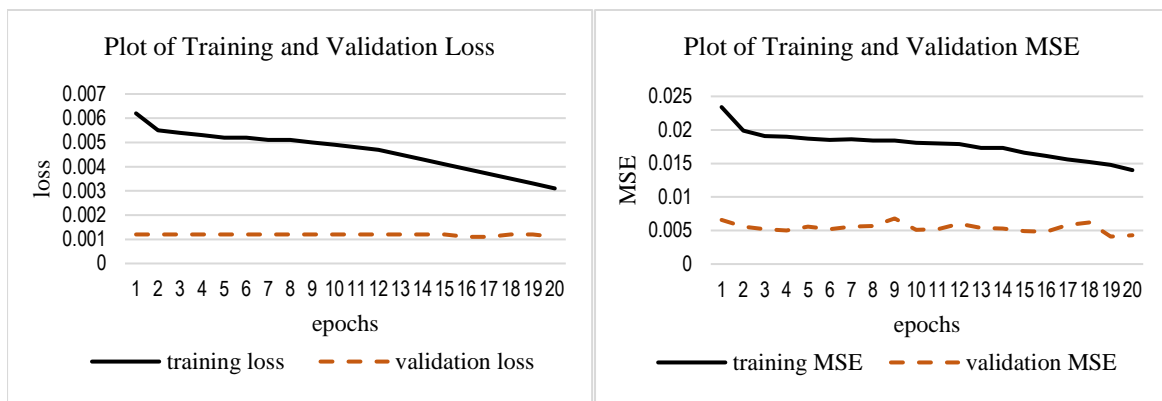 Plot of Training and Validation Loss
0.007
0.006
0.005
0.004
0.003
0.002
0.001
0
loss
1 2 3 4 5 6 7 8 9 10 11 12 13 14 15 16 17 18 19 20
epochs
training loss validation loss
Plot of Training and Validation MSE
0.025
0.02
0.015
0.01
0.005
0
MSE
1 2 3 4 5 6 7 8 9 10 11 12 13 14 15 16 17 18 19 20
epochs
training MSE validation MSE